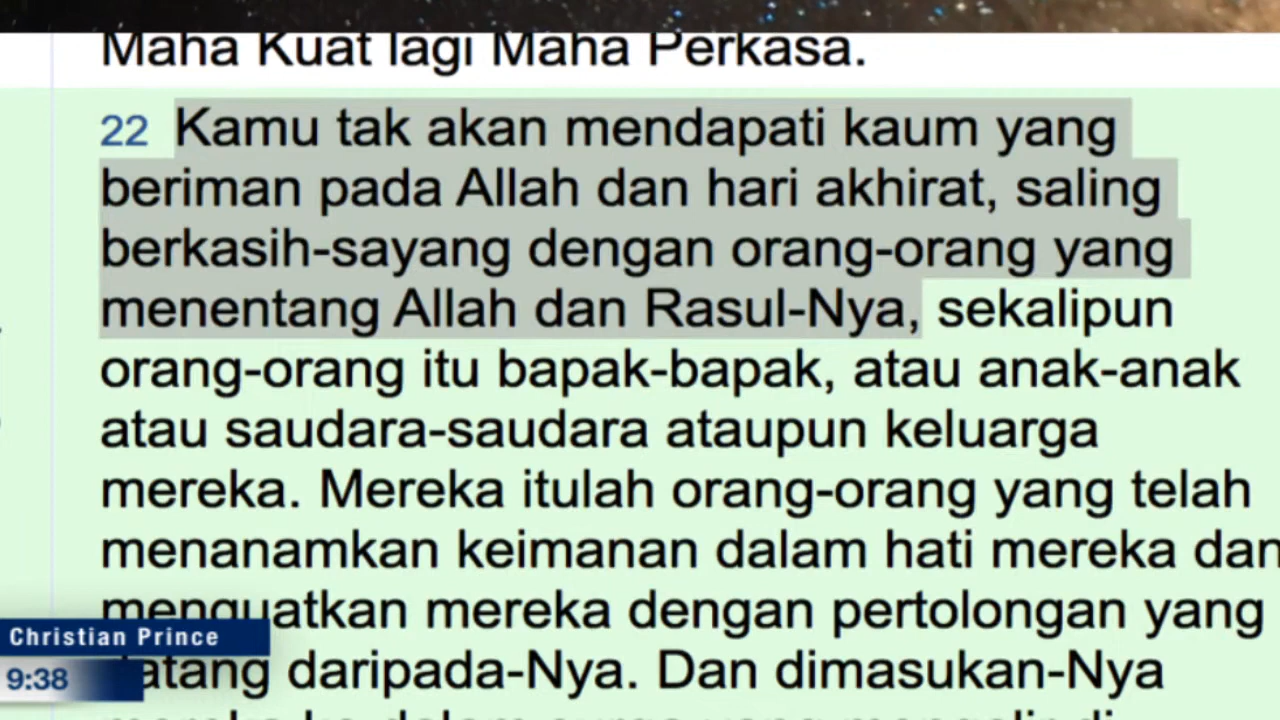 Maha Kuat lagi Maha Perkasa.
22 Kamu tak akan mendapati kaum yang
beriman pada Allah dan hari akhirat, saling
berkasih-sayang dengan orang-orang yang
menentang Allah dan Rasul-Nya, sekalipun
orang-orang itu bapak-bapak, atau anak-anak
atau saudara-saudara ataupun keluarga
mereka. Mereka itulah orang-orang yang telah
menanamkan keimanan dalam hati mereka dan
menguatkan mereka dengan pertolongan yang
Christian Prince
datang daripada-Nya. Dan dimasukan-Nya
9:38